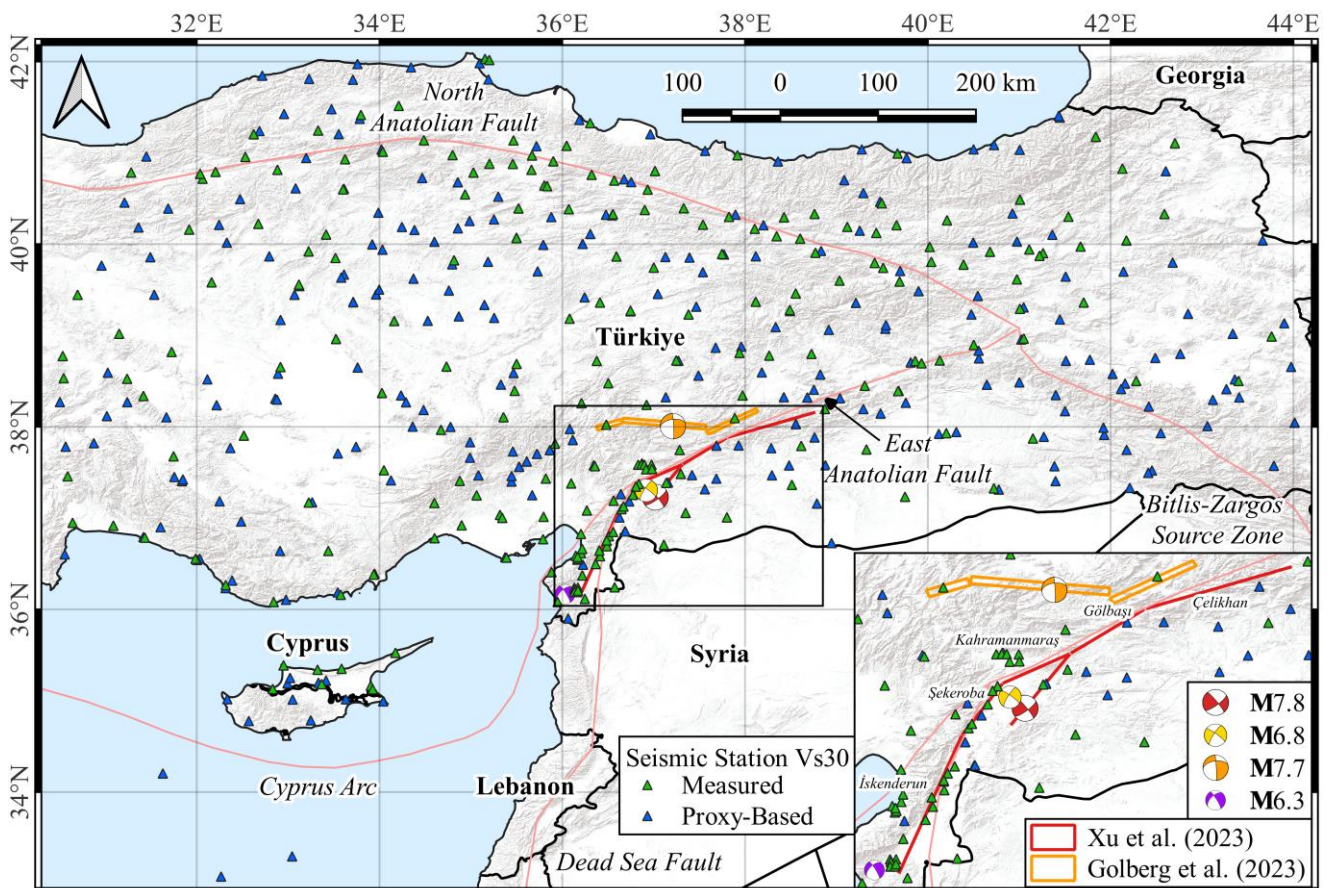 32°E 34°E 36°E 38°E 40°E 42°E 44°E
42°N
40°N
38°N
36°N
34°N
100 0 100 200 km
Georgia
North
Anatolian Fault
Türkiye
East
Anatolian Fault
Bitlis-Zargos
Source Zone
Cyprus
Syria
Cyprus Arc
Lebanon
Dead Sea Fault
Seismic Station Vs30
Measured
Proxy-Based
Gölbaşı
Çelikhan
Kahramanmaraş
Şekeroba
İskenderun
M7.8
M6.8
M7.7
M6.3
Xu et al. (2023)
Golberg et al. (2023)